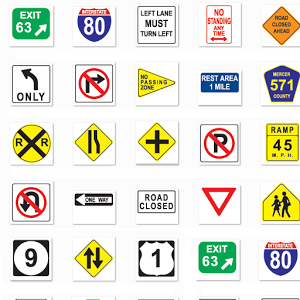 EXIT
63
INTERSTATE
80
LEFT LANE
MUST
TURN LEFT
NO
STANDING
ANY
TIME
ROAD
CLOSED
AHEAD
ONLY
NO
PASSING
ZONE
REST AREA
1 MILE
MERCER
571
COUNTY
R R
P
RAMP
45
M.P.H.
ONE WAY
ROAD
CLOSED
9
1
EXIT
63
INTERSTATE
80